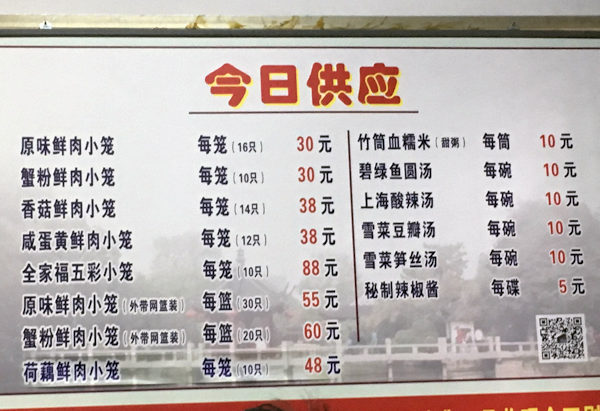 今日供应
原味鲜肉小笼 每笼(16只) 30元
蟹粉鲜肉小笼 每笼(10只) 30元
香菇鲜肉小笼 每笼(14只) 38元
咸蛋黄鲜肉小笼 每笼(12只) 38元
全家福五彩小笼 每笼(10只) 88元
原味鲜肉小笼(外带网篮装) 每篮(30只) 55元
蟹粉鲜肉小笼(外带网篮装) 每篮(20只) 60元
荷藕鲜肉小笼 每笼(10只) 48元
竹筒血糯米(甜粥) 每筒 10元
碧绿鱼圆汤 每碗 10元
上海酸辣汤 每碗 10元
雪菜豆瓣汤 每碗 10元
雪菜笋丝汤 每碗 10元
秘制辣椒酱 每碟 5元